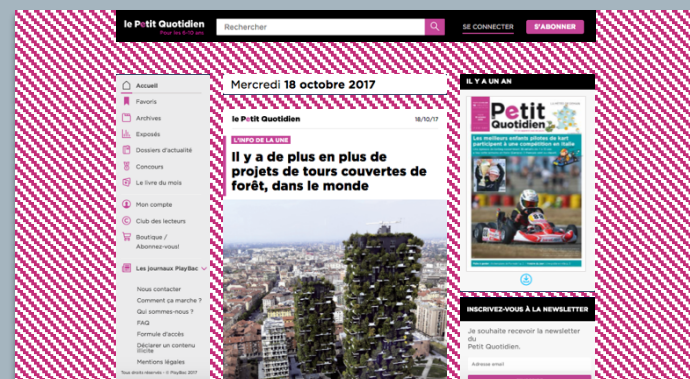 le Petit Quotidien
Pour les 6-10 ans
Rechercher
SE CONNECTER
S'ABONNER
Accueil
Favoris
Archives
Exposés
Dossiers d'actualité
Concours
Le livre du mois
Mon compte
Club des lecteurs
Boutique /
Abonnez-vous!
Les journaux PlayBac
Nous contacter
Comment ça marche ?
Qui sommes-nous ?
FAQ
Formule d'accès
Déclarer un contenu
illicite
Mentions légales
Tous droits réservés - © PlayBac 2017
Mercredi 18 octobre 2017
le Petit Quotidien
18/10/17
L'INFO DE LA UNE
Il y a de plus en plus de
projets de tours couvertes de
forêt, dans le monde
IL Y A UN AN
Petit
Quotidien
Les meilleurs enfants pilotes de kart
participent à une compétition en Italie
INSCRIVEZ-VOUS À LA NEWSLETTER
Je souhaite recevoir la newsletter
du
Petit Quotidien.
Adresse email